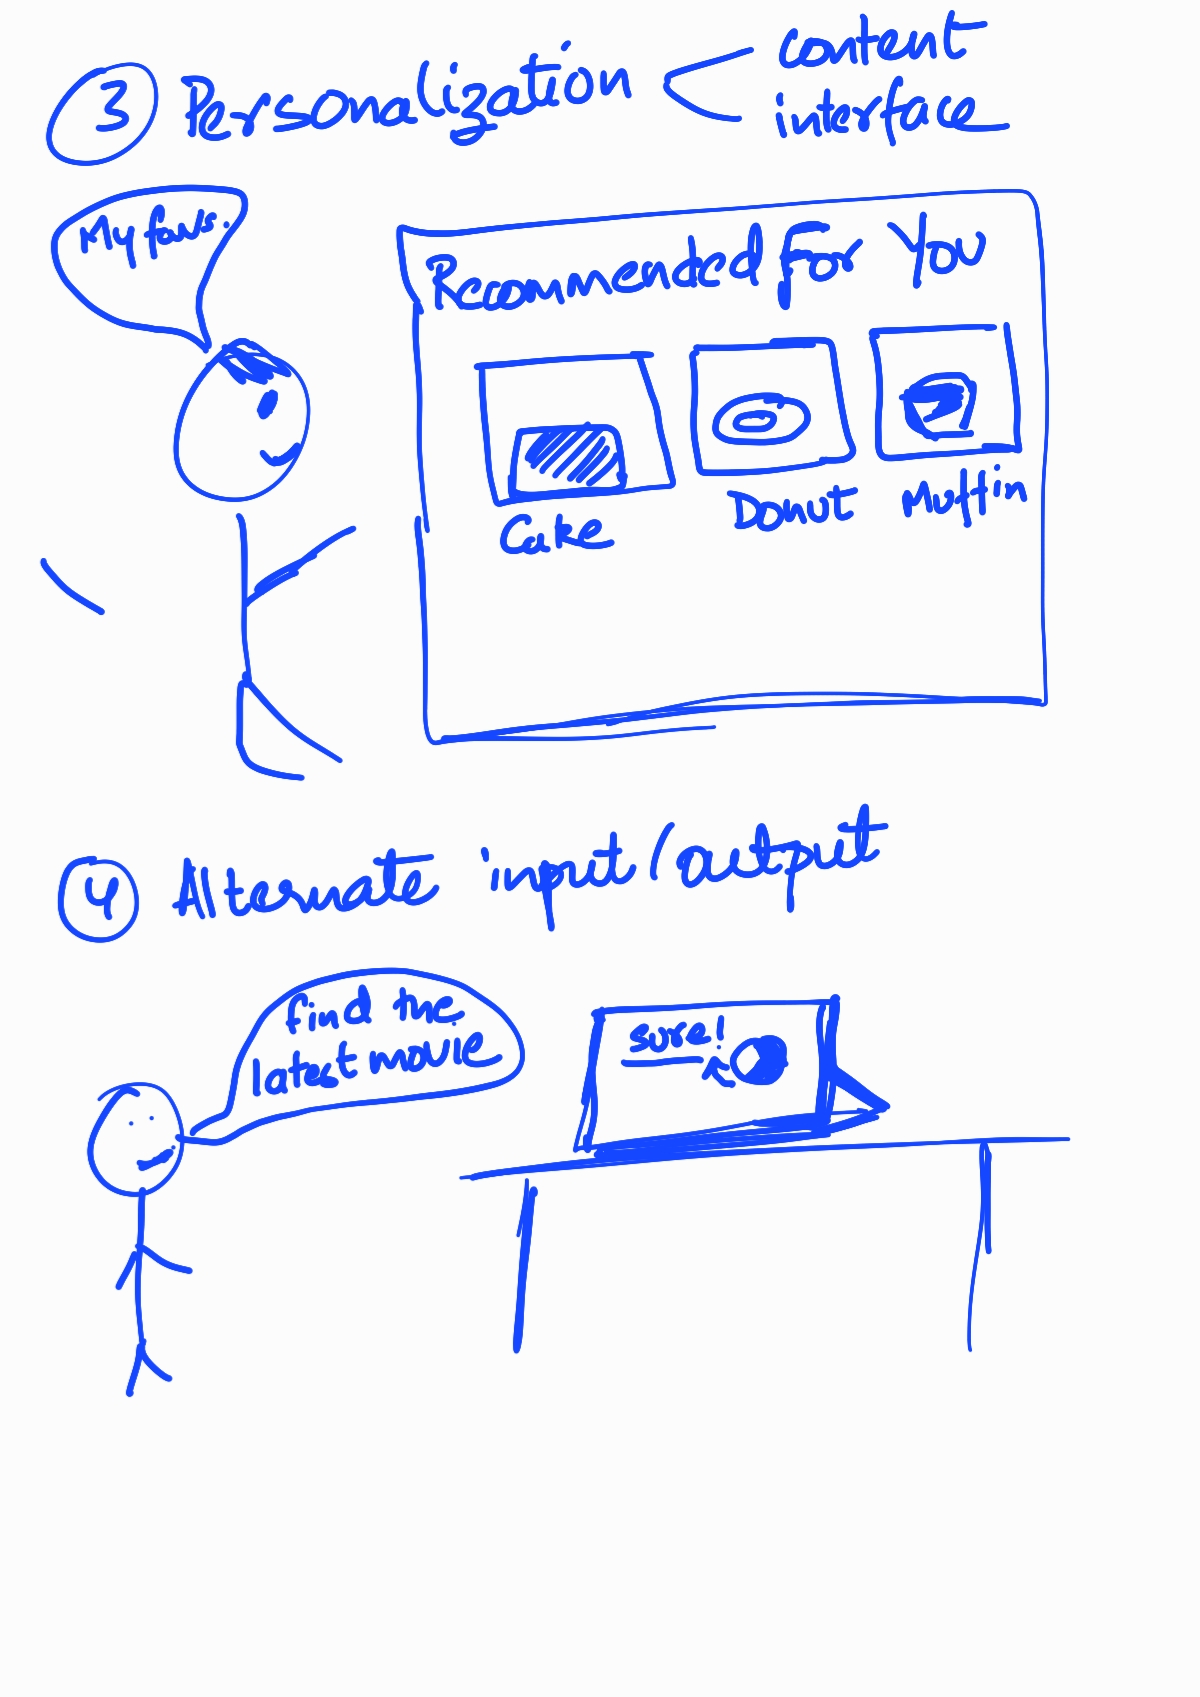 3 Personalization content
interface
My favs.
Recommended For You
Cake Donut Muffin
4 Alternate input/output
find the
latest movie
sure!